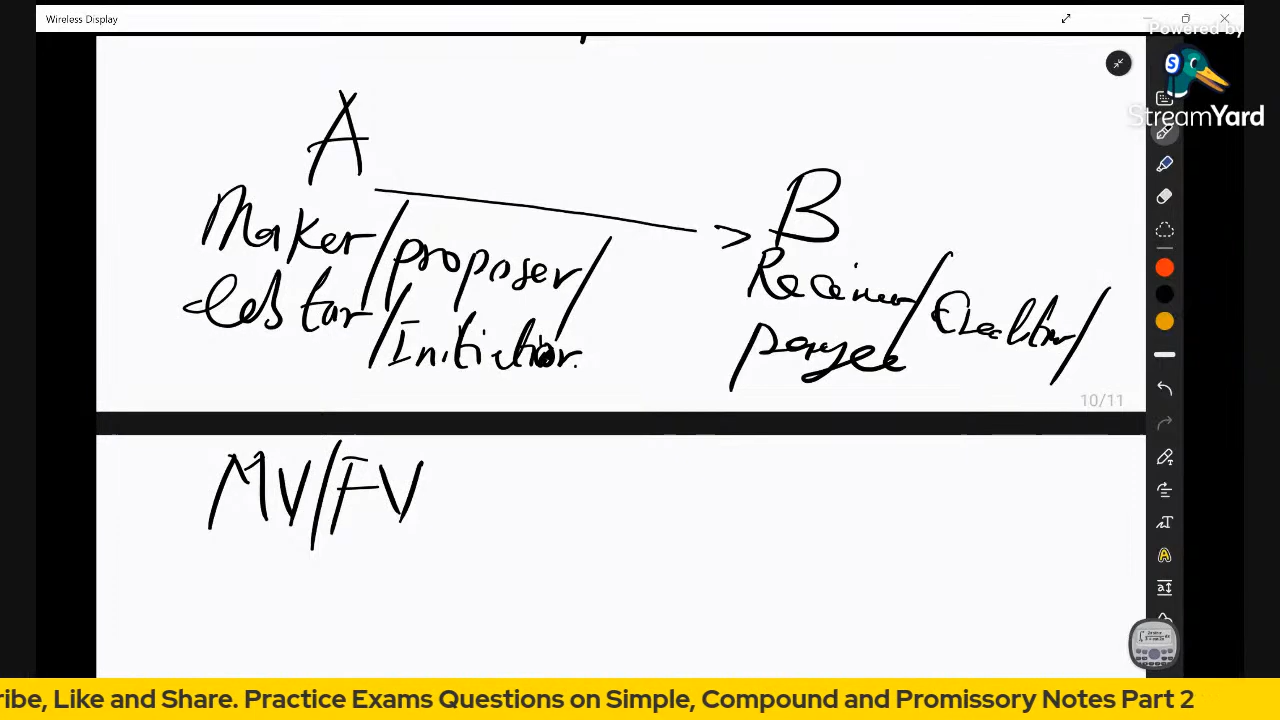 Wireless Display
Powered by
StreamYard
A
B
Maker/proposer/
debtor/Initiator.
Receiver/Creditor/
payee
10/11
MV/FV
ribe, Like and Share. Practice Exams Questions on Simple, Compound and Promissory Notes Part 2